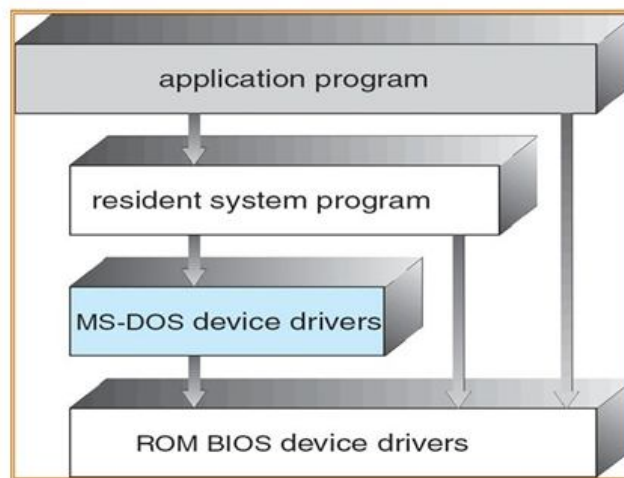 application program
resident system program
MS-DOS device drivers
ROM BIOS device drivers